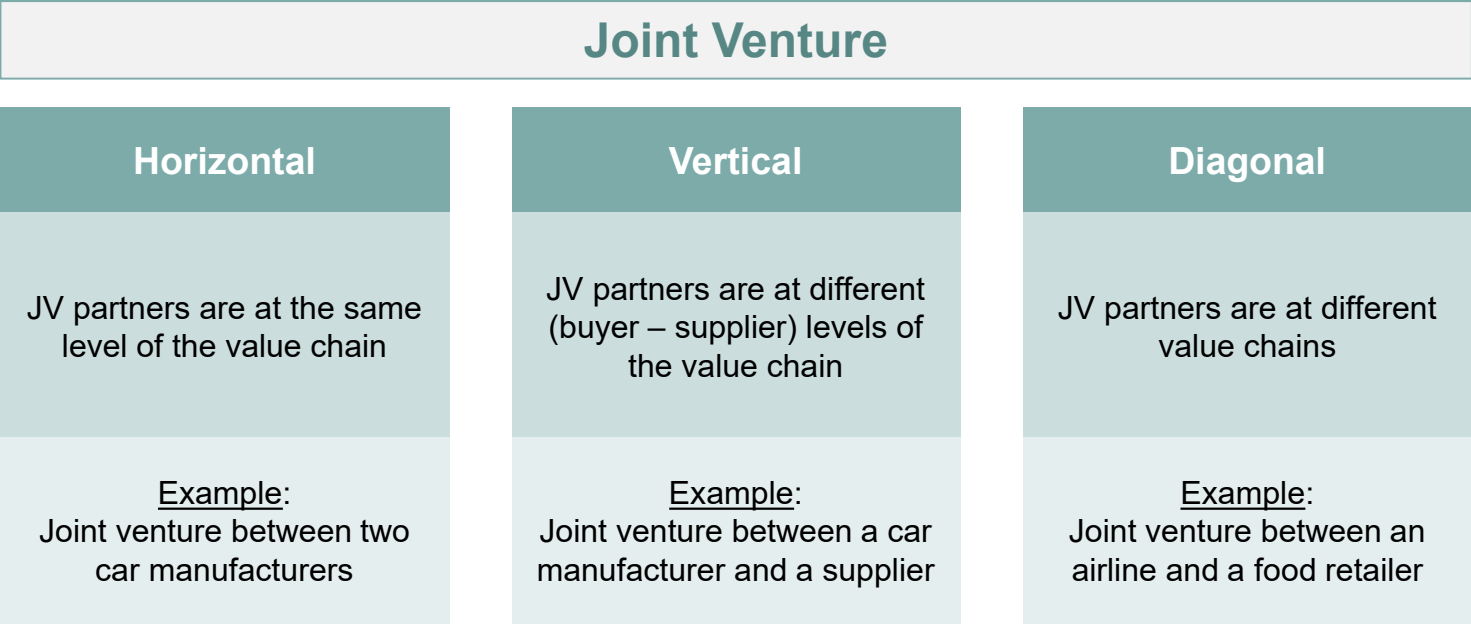 Joint Venture
Horizontal
JV partners are at the same
level of the value chain
Example:
Joint venture between two
car manufacturers
Vertical
JV partners are at different
(buyer – supplier) levels of
the value chain
Example:
Joint venture between a car
manufacturer and a supplier
Diagonal
JV partners are at different
value chains
Example:
Joint venture between an
airline and a food retailer